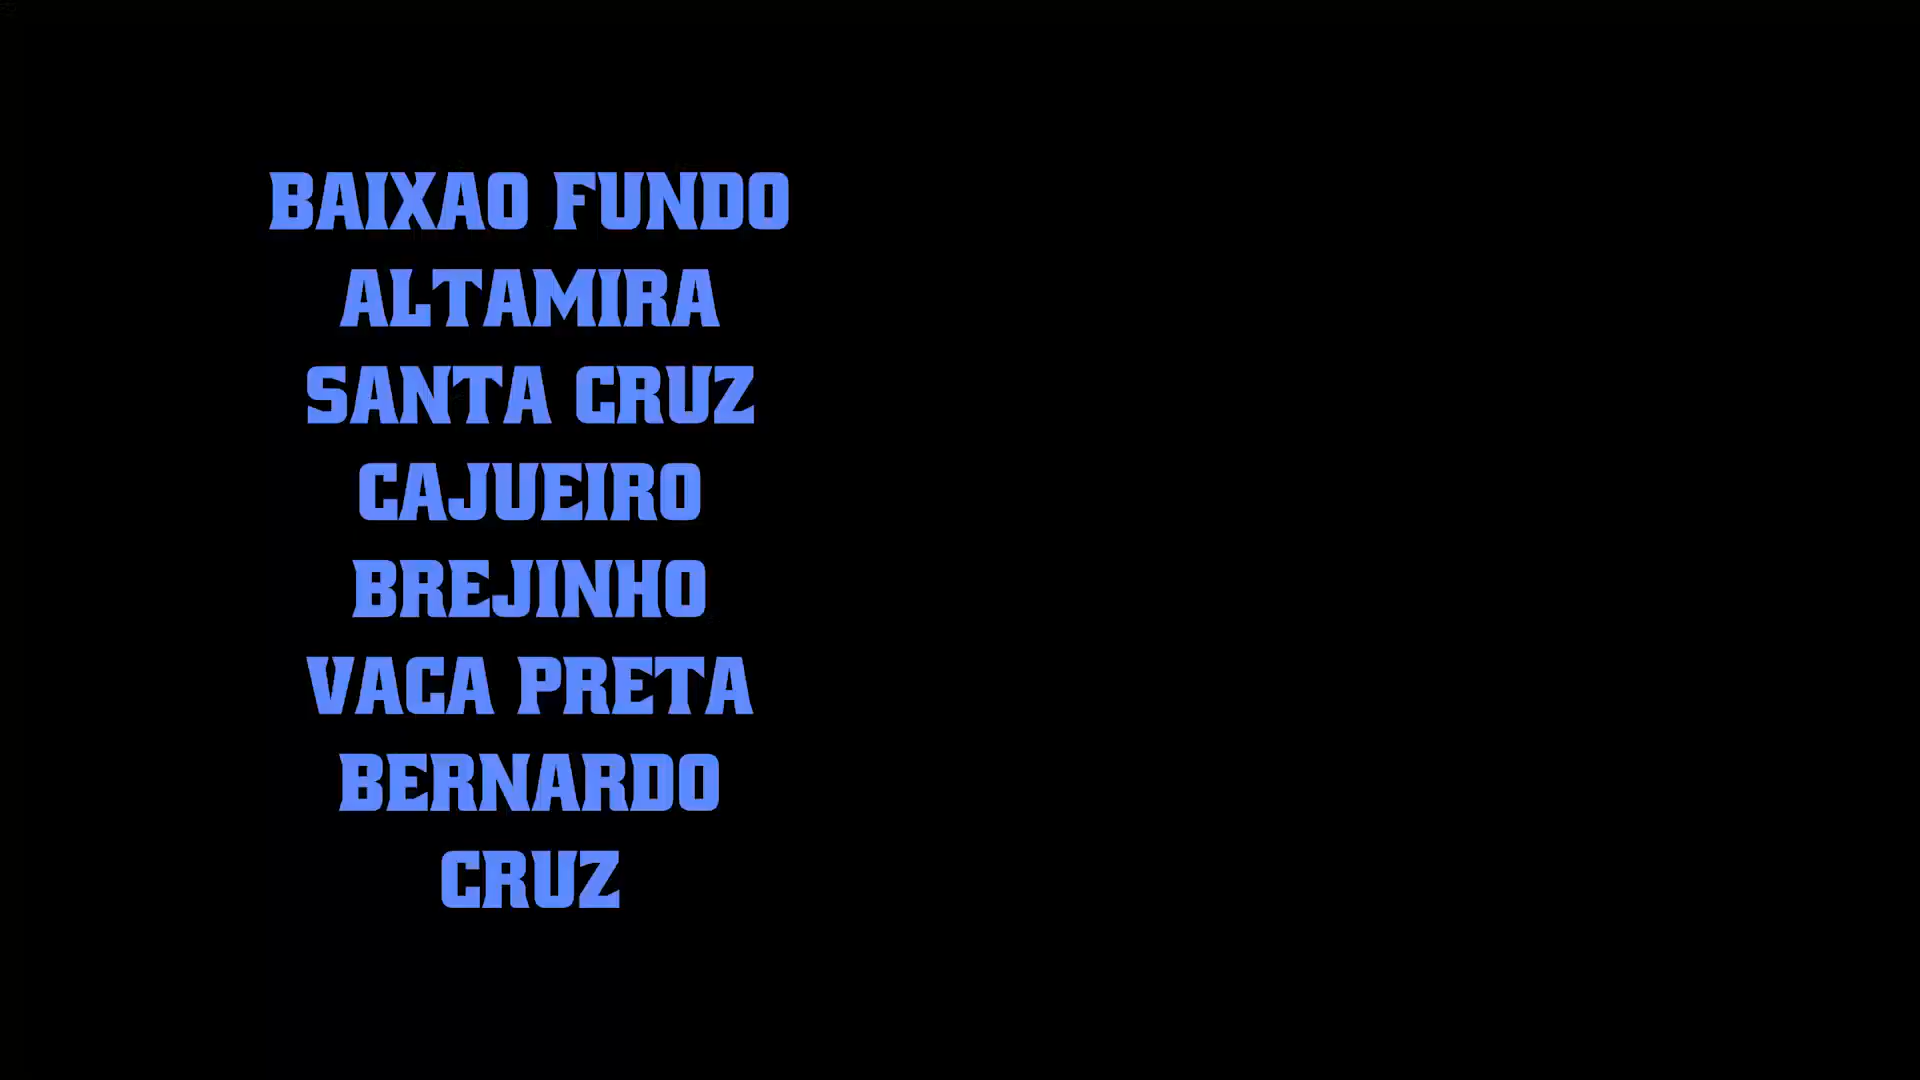 BAIXAO FUNDO
ALTAMIRA
SANTA CRUZ
CAJUEIRO
BREJINHO
VACA PRETA
BERNARDO
CRUZ